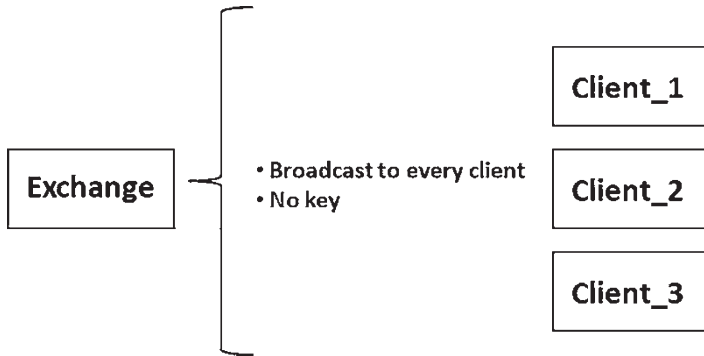 Client_1
Exchange
• Broadcast to every client
• No key
Client_2
Client_3